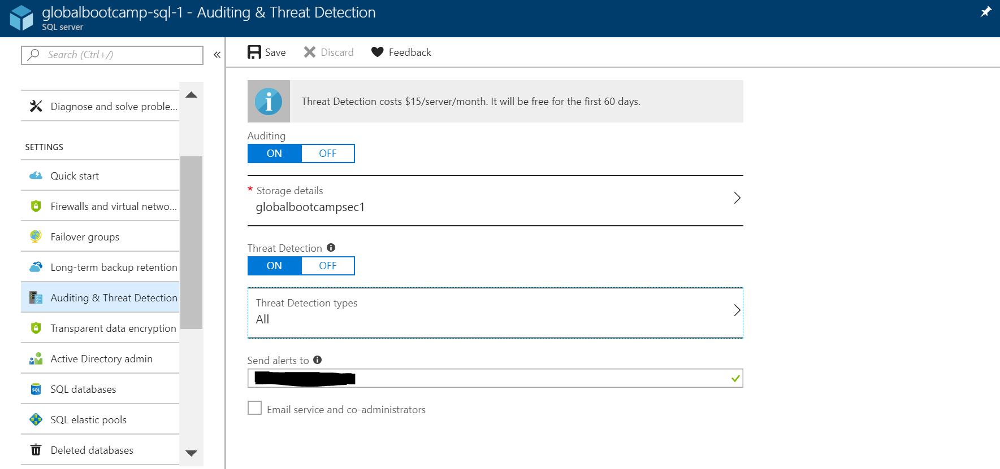 globalbootcamp-sql-1 - Auditing & Threat Detection
SQL server
Search (Ctrl+/)
«
Diagnose and solve proble...
SETTINGS
Quick start
Firewalls and virtual netwo...
Failover groups
Long-term backup retention
Auditing & Threat Detection
Transparent data encryption
Active Directory admin
SQL databases
SQL elastic pools
Deleted databases
Save
Discard
Feedback
Threat Detection costs $15/server/month. It will be free for the first 60 days.
Auditing
ON OFF
* Storage details
globalbootcampsec1
Threat Detection
ON OFF
Threat Detection types
All
Send alerts to
Email service and co-administrators